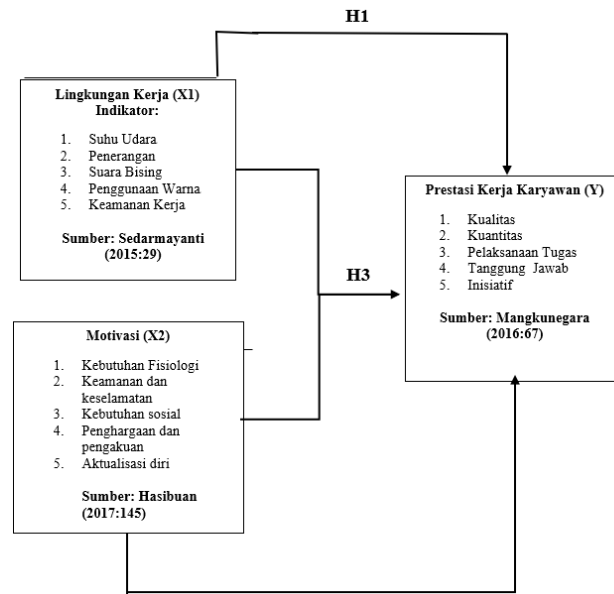 H1
Lingkungan Kerja (X1)
Indikator:
1. Suhu Udara
2. Penerangan
3. Suara Bising
4. Penggunaan Warna
5. Keamanan Kerja
Sumber: Sedarmayanti
(2015:29)
Prestasi Kerja Karyawan (Y)
1. Kualitas
2. Kuantitas
3. Pelaksanaan Tugas
4. Tanggung Jawab
5. Inisiatif
Sumber: Mangkunegara
(2016:67)
H3
Motivasi (X2)
1. Kebutuhan Fisiologi
2. Keamanan dan
keselamatan
3. Kebutuhan sosial
4. Penghargaan dan
pengakuan
5. Aktualisasi diri
Sumber: Hasibuan
(2017:145)